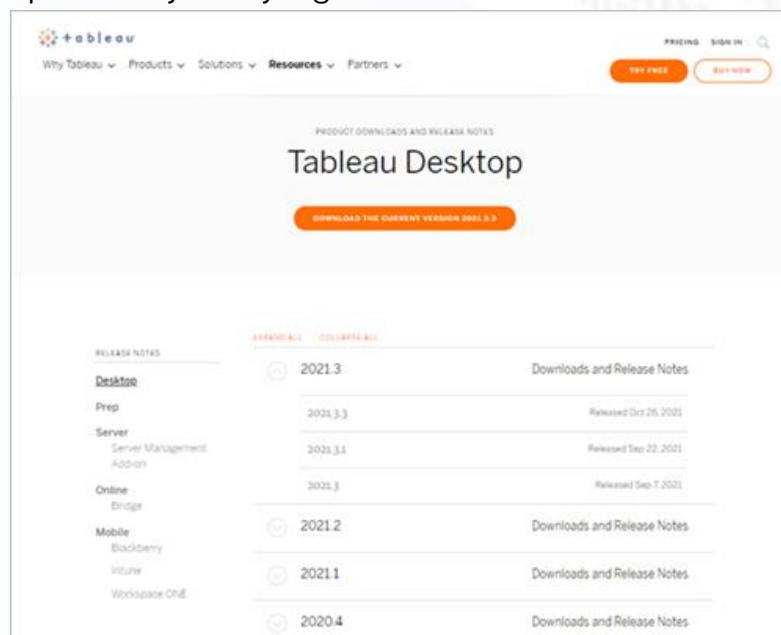 + a b l e a u
PRICING SIGN IN
Why Tableau Products Solutions Resources Partners
TRY FREE BUY NOW
PRODUCT DOWNLOADS AND RELEASE NOTES
Tableau Desktop
DOWNLOAD THE CURRENT VERSION 2021.3.3
EXPAND ALL COLLAPSE ALL
RELEASE NOTES
Desktop
Prep
Server
Server Management
Add-on
Online
Bridge
Mobile
Blackberry
Intune
Workspace ONE
2021.3 Downloads and Release Notes
2021.3.3 Released Oct 26, 2021
2021.3.1 Released Sep 22, 2021
2021.3 Released Sep 7, 2021
2021.2 Downloads and Release Notes
2021.1 Downloads and Release Notes
2020.4 Downloads and Release Notes